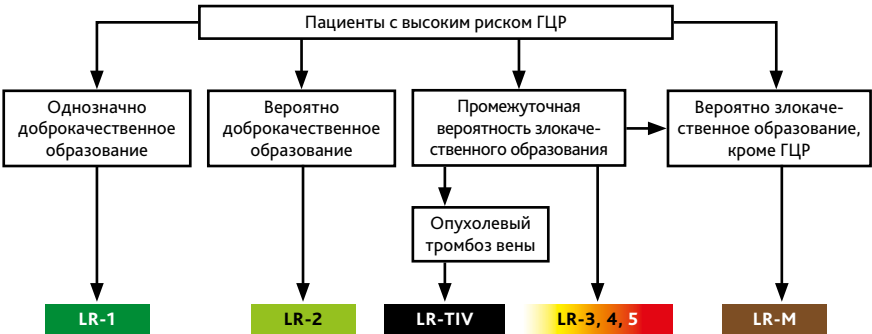 Пациенты с высоким риском ГЦР
Однозначно
доброкачественное
образование
Вероятно
доброкачественное
образование
Промежуточная
вероятность злокаче-
ственного образования
Вероятно злокаче-
ственное образование,
кроме ГЦР
Опухолевый
тромбоз вены
LR-1
LR-2
LR-TIV
LR-3, 4, 5
LR-M